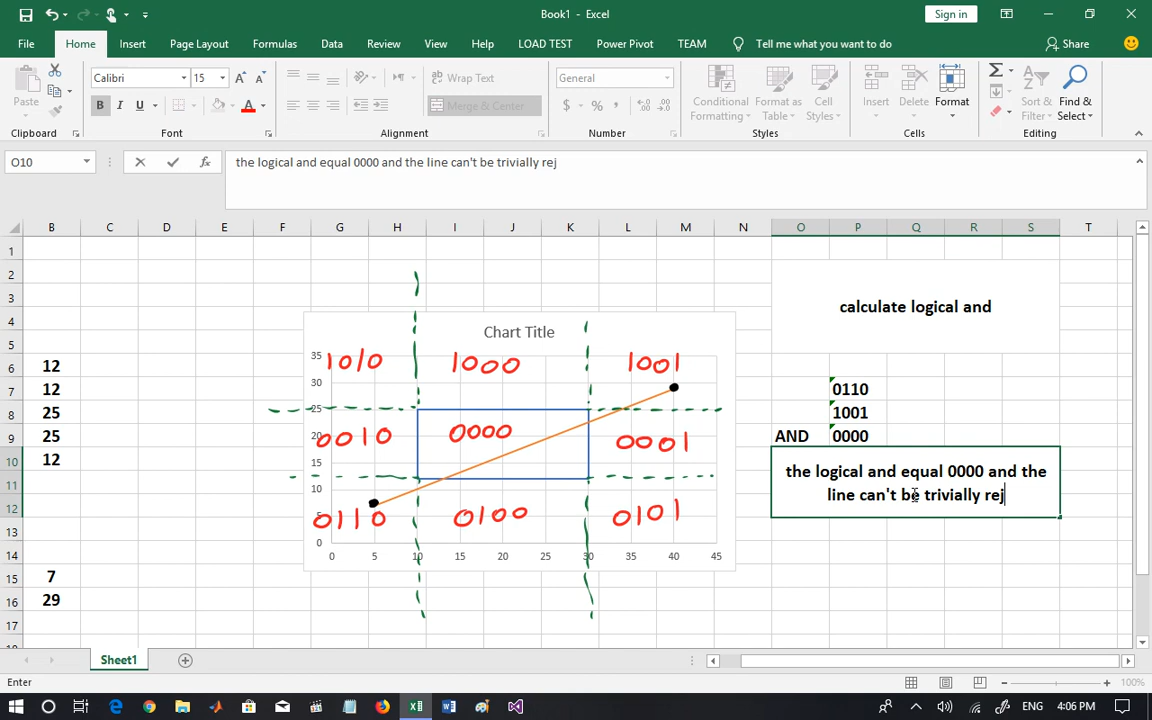 Book1 - Excel
Sign in
File Home Insert Page Layout Formulas Data Review View Help LOAD TEST Power Pivot TEAM Tell me what you want to do Share
Calibri 15 A A Wrap Text General
Paste B I U A Merge & Center $ % , Conditional Formatting Format as Table Cell Styles Insert Delete Format Sort & Filter Find & Select
Clipboard Font Alignment Number Styles Cells Editing
O10 fx the logical and equal 0000 and the line can't be trivially rej
B C D E F G H I J K L M N O P Q R S T
1
2
3
calculate logical and
4
5
6 12
7 12 0110
8 25 1001
9 25 AND 0000
10 12 the logical and equal 0000 and the
11 line can't be trivially rej
12
13
14
15 7
16 29
17
18
Chart Title
35 1010 1000 1001
30
25
20 0010 0000 0001
15
10
5 0110 0100 0101
0
0 5 10 15 20 25 30 35 40 45
Sheet1
Enter 100%
ENG 4:06 PM